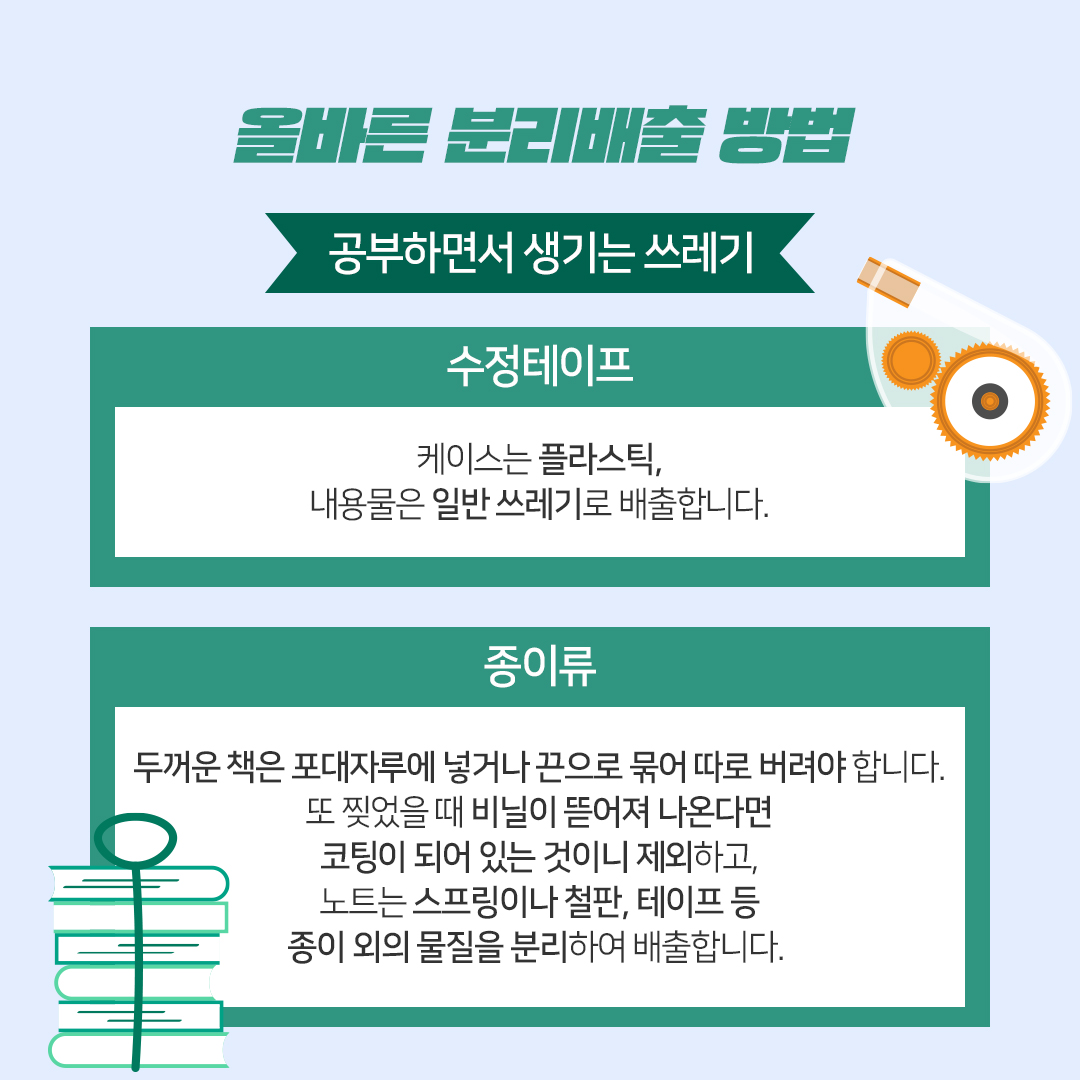 올바른 분리배출 방법
공부하면서 생기는 쓰레기
수정테이프
케이스는 플라스틱,
내용물은 일반 쓰레기로 배출합니다.
종이류
두꺼운 책은 포대자루에 넣거나 끈으로 묶어 따로 버려야 합니다.
또 찢었을 때 비닐이 뜯어져 나온다면
코팅이 되어 있는 것이니 제외하고,
노트는 스프링이나 철판, 테이프 등
종이 외의 물질을 분리하여 배출합니다.